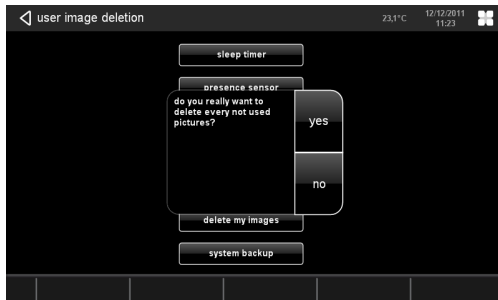 user image deletion
23,1°C
12/12/2011
11:23
sleep timer
presence sensor
do you really want to
delete every not used
pictures?
yes
no
delete my images
system backup